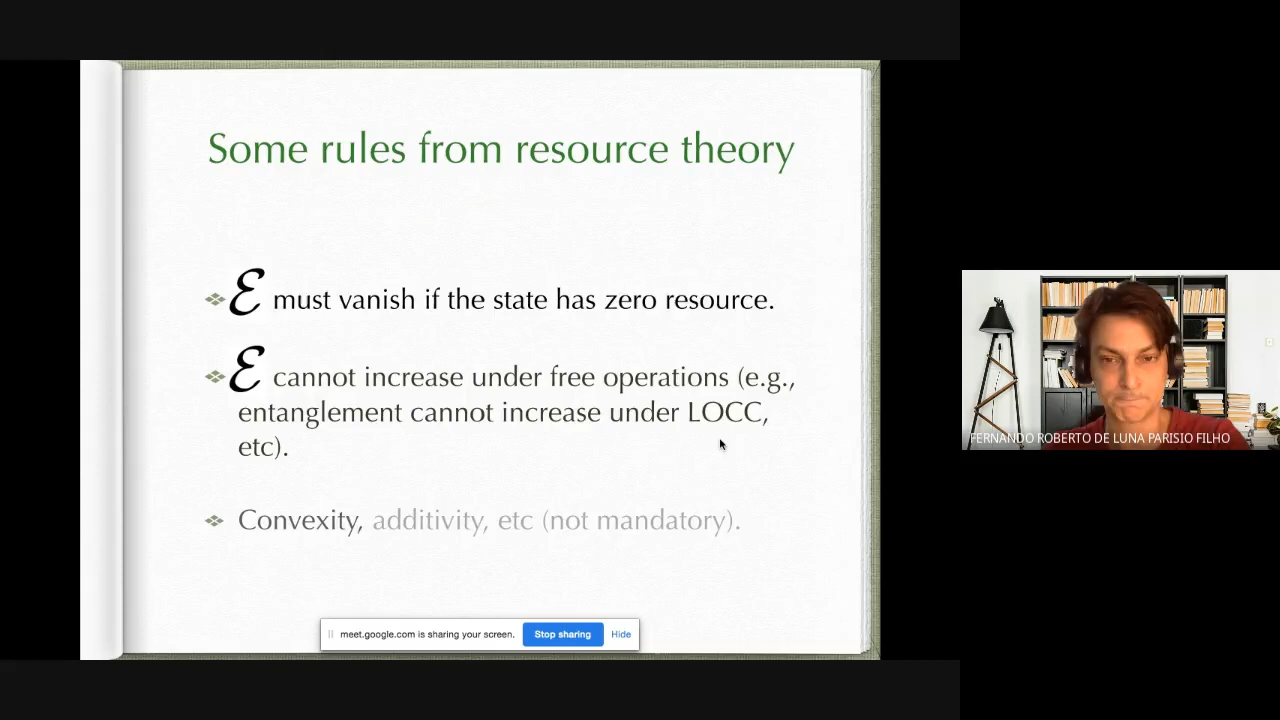 Some rules from resource theory
ℰ must vanish if the state has zero resource.
ℰ cannot increase under free operations (e.g.,
entanglement cannot increase under LOCC,
etc).
Convexity, additivity, etc (not mandatory).
meet.google.com is sharing your screen. Stop sharing Hide
FERNANDO ROBERTO DE LUNA PARISIO FILHO